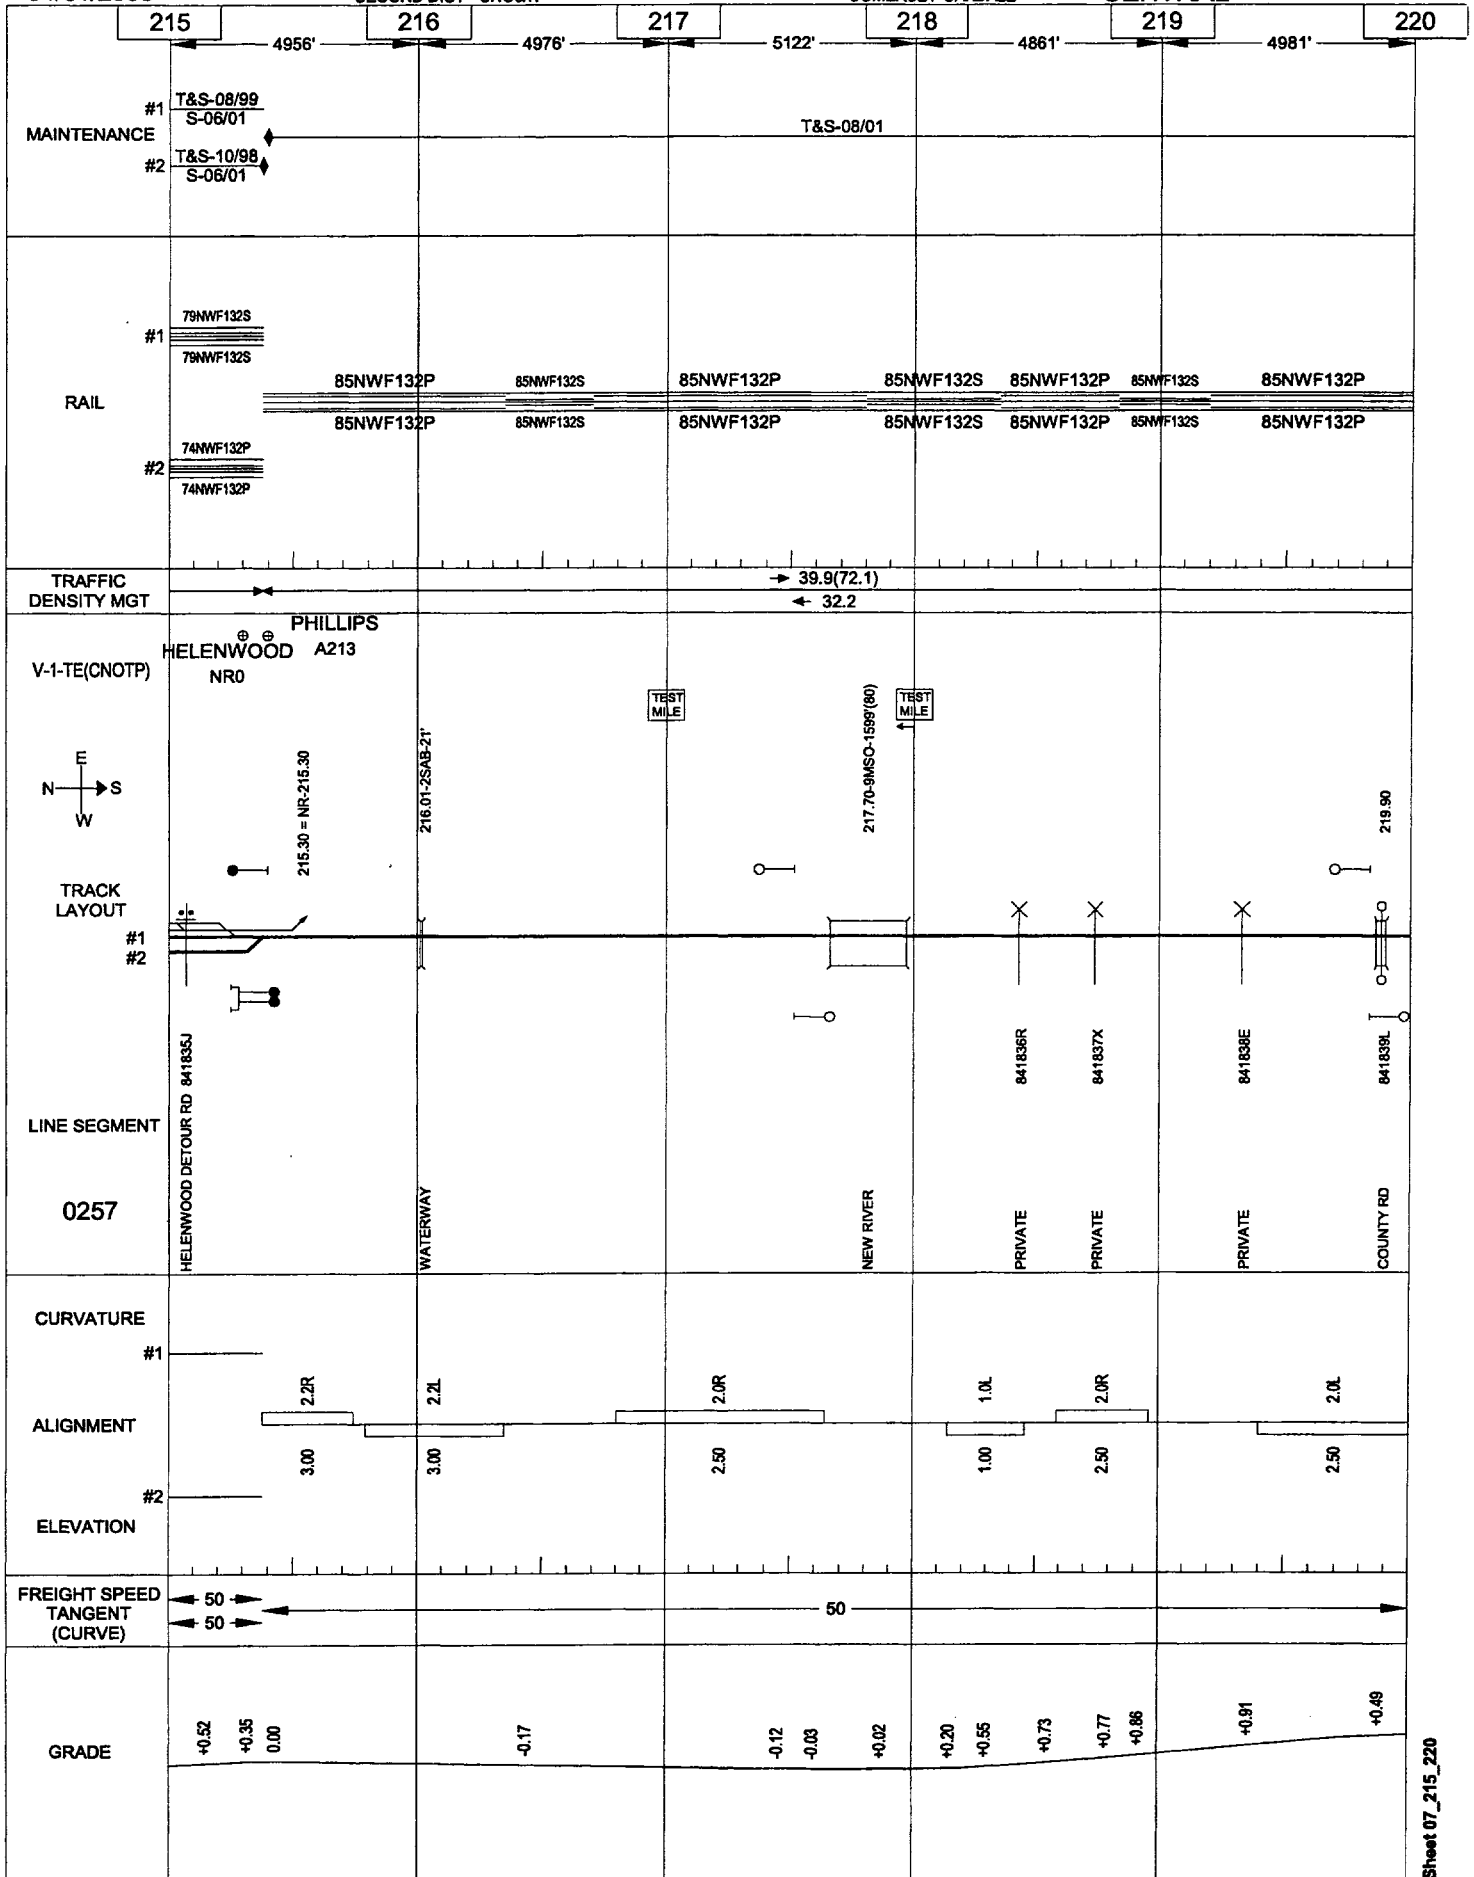 215 216 217 218 219 220
4956' 4976' 5122' 4861' 4981'
MAINTENANCE
#1 T&S-08/99
S-06/01
T&S-08/01
#2 T&S-10/98
S-06/01
RAIL
#1 79NWF132S
79NWF132S
85NWF132P 85NWF132S 85NWF132P 85NWF132S 85NWF132P 85NWF132S 85NWF132P
85NWF132P 85NWF132S 85NWF132P 85NWF132S 85NWF132P 85NWF132S 85NWF132P
#2 74NWF132P
74NWF132P
TRAFFIC
DENSITY MGT
39.9(72.1)
32.2
V-1-TE(CNOTP)
PHILLIPS
HELENWOOD A213
NR0
TEST
MILE
TEST
MILE
E
N S
W
215.30 = NR-215.30
216.01-2SAB-21'
217.70-9MSO-1599'(80)
219.90
TRACK
LAYOUT
#1
#2
HELENWOOD DETOUR RD 841835J
WATERWAY
NEW RIVER
PRIVATE 841836R
PRIVATE 841837X
PRIVATE 841838E
COUNTY RD 841839L
LINE SEGMENT
0257
CURVATURE
#1
2.2R 2.2L 2.0R 1.0L 2.0R 2.0L
ALIGNMENT
3.00 3.00 2.50 1.00 2.50 2.50
#2
ELEVATION
FREIGHT SPEED
TANGENT
(CURVE)
50
50
50
GRADE
+0.52 +0.35 0.00 -0.17 -0.12 -0.03 +0.02 +0.20 +0.55 +0.73 +0.77 +0.86 +0.91 +0.49
Sheet 07_215_220